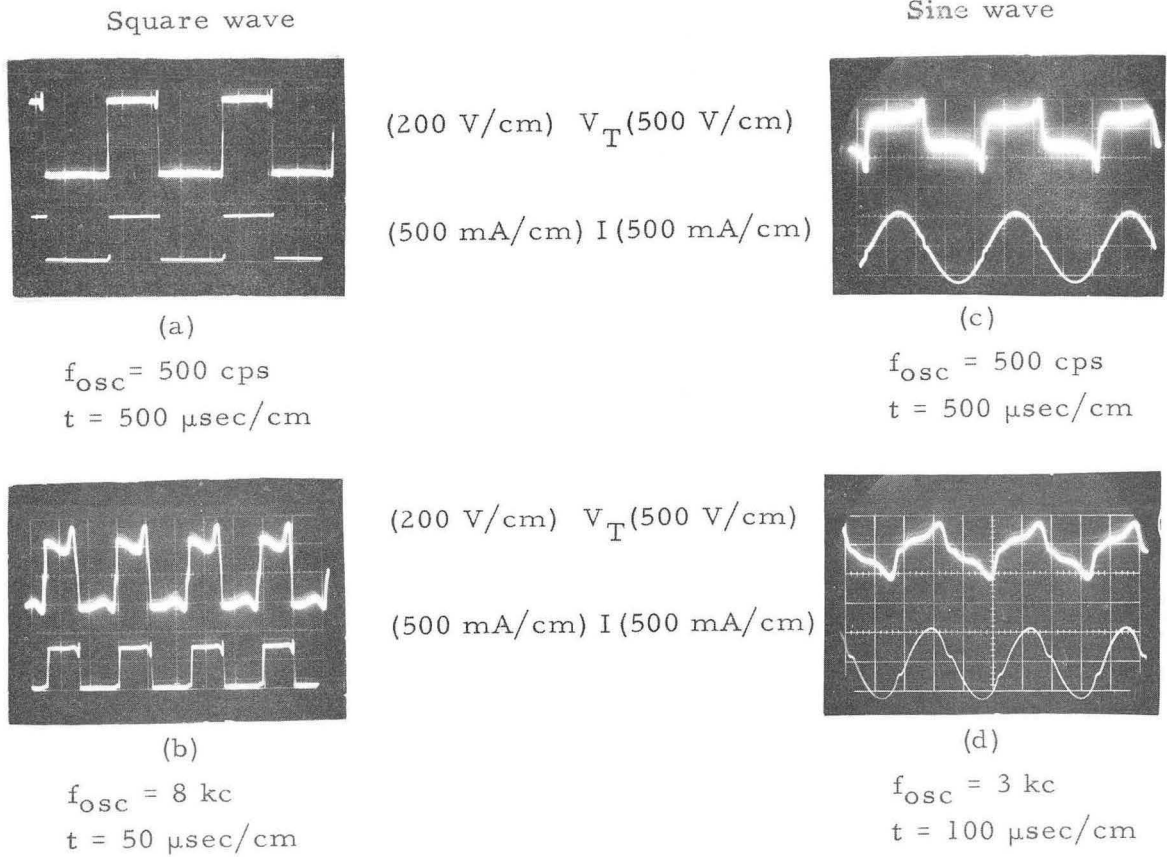 Square wave
Sine wave
(200 V/cm) V_T (500 V/cm)
(500 mA/cm) I (500 mA/cm)
(a)
f_osc = 500 cps
t = 500 μsec/cm
(c)
f_osc = 500 cps
t = 500 μsec/cm
(200 V/cm) V_T (500 V/cm)
(500 mA/cm) I (500 mA/cm)
(b)
f_osc = 8 kc
t = 50 μsec/cm
(d)
f_osc = 3 kc
t = 100 μsec/cm